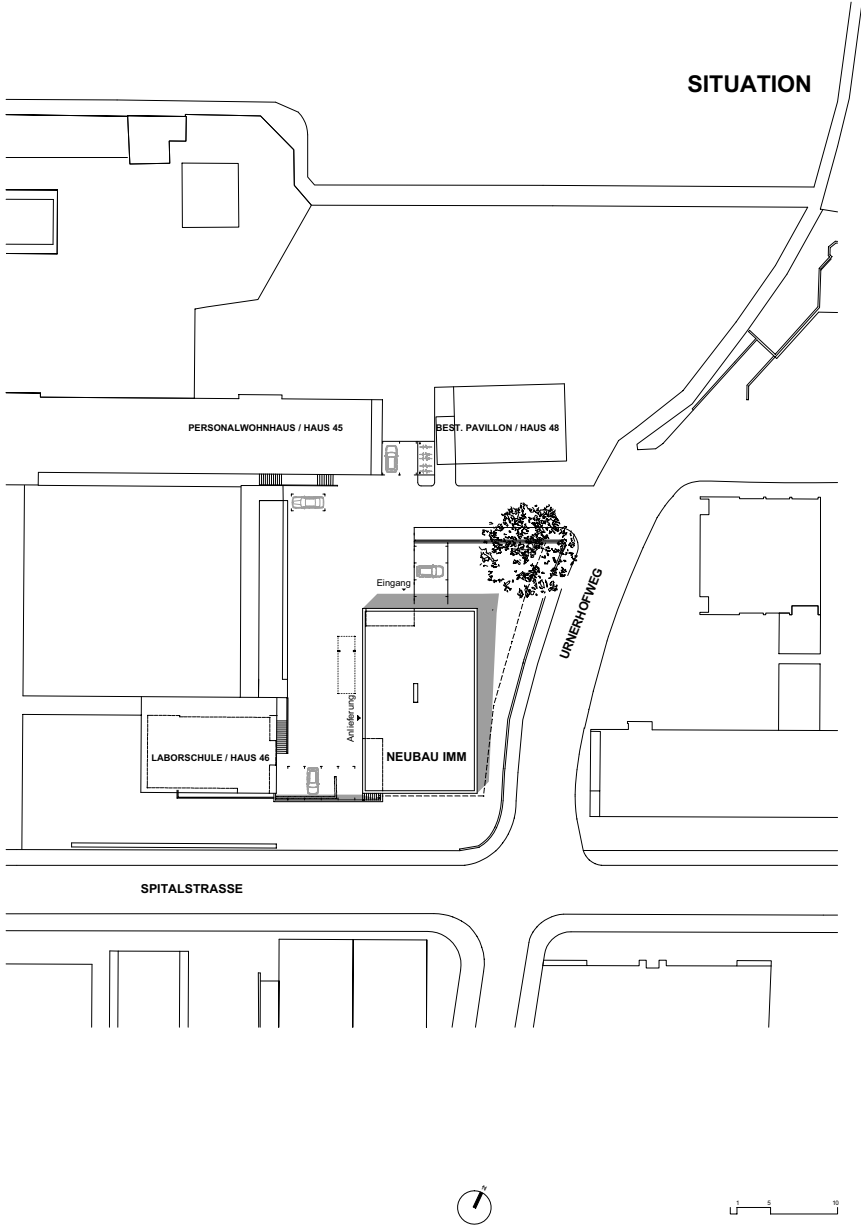 SITUATION
PERSONALWOHNHAUS / HAUS 45
BEST. PAVILLON / HAUS 48
Eingang
URNERHOFWEG
Anlieferung
LABORSCHULE / HAUS 46
NEUBAU IMM
SPITALSTRASSE
N
1 5 10